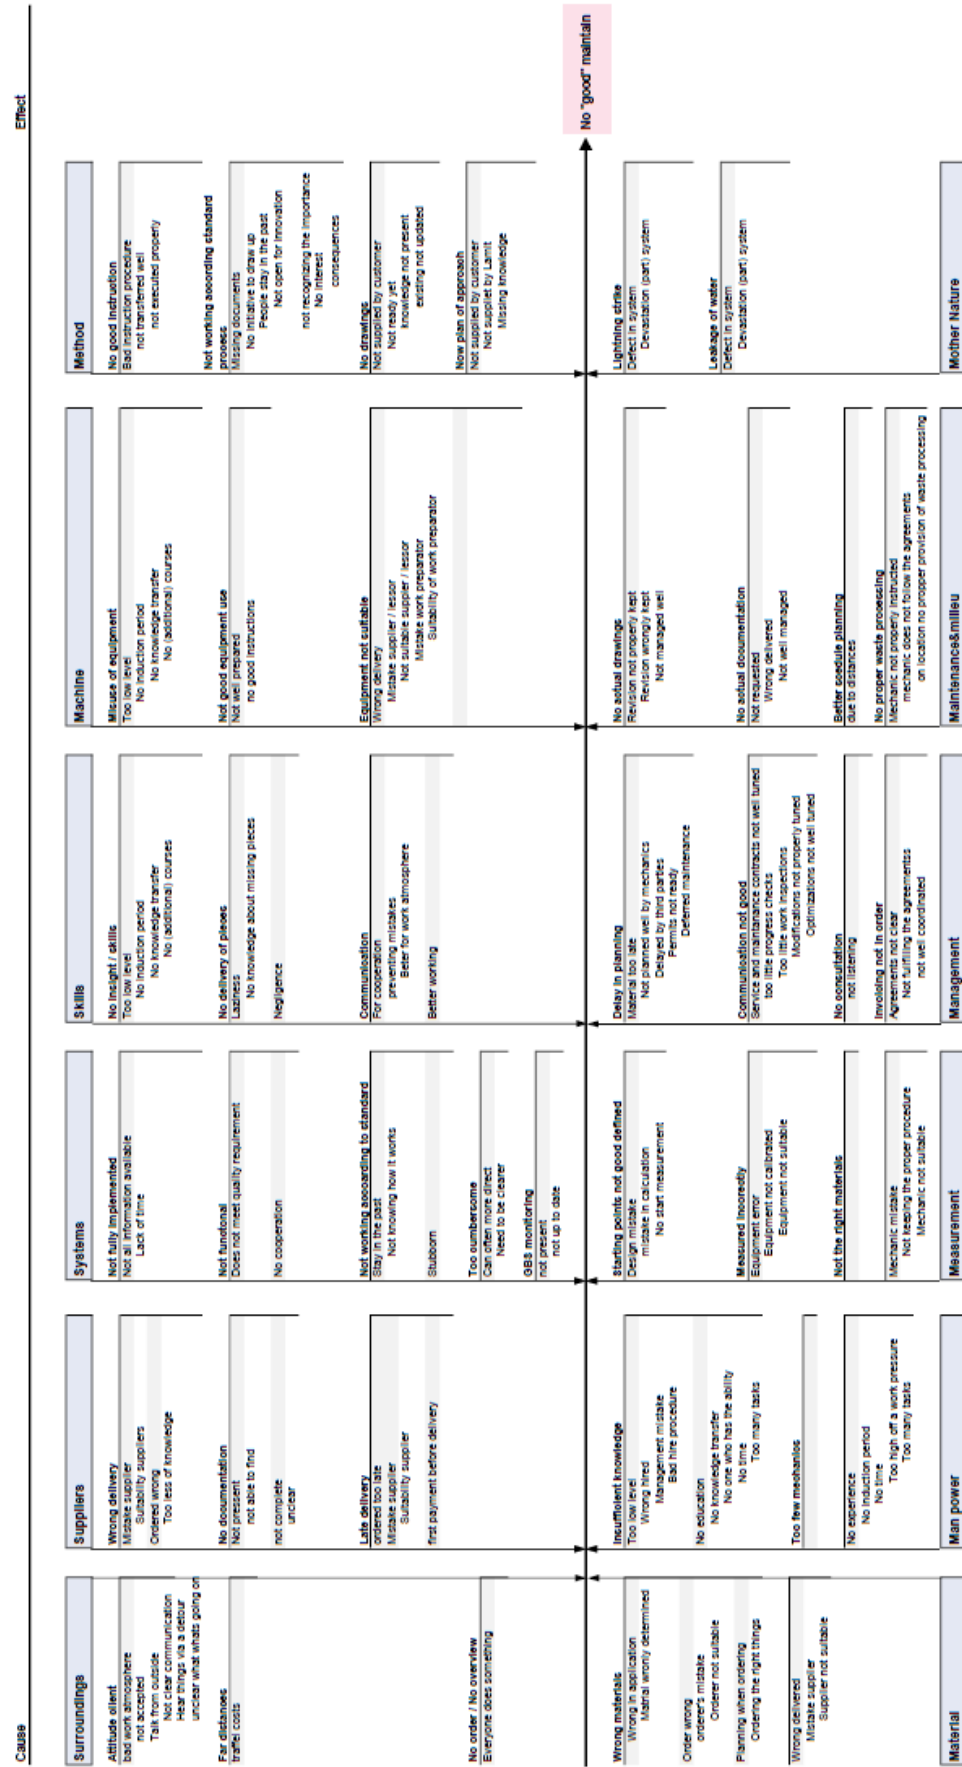 Cause
Effect
Surroundings
Attitude client
bad work atmosphere
not accepted
Talk from outside
Not clear communication
Hear things via a detour
unclear what whats going on
Far distances
traffel costs
No order / No overview
Everyone does something
Suppliers
Wrong delivery
Mistake supplier
Suitability suppliers
Ordered wrong
Too less of knowledge
No documentation
Not pressent
not able to find
not complete
unclear
Late delivery
ordered too late
Mistake supplier
Suitability supplier
first payment before delivery
Systems
Not fully implemented
Not all information available
Lack of time
Not functional
Does not meet quality requirement
No cooperation
Not working accoarding to standard
Stay in the past
Not knowing how it works
Stubborn
Too cumbersome
Can often more direct
Need to be clearer
GBS monitoring
not present
not up to date
Skills
No insight / skills
Too low level
No induction period
No knowledge transfer
No (additional) courses
No delivery of pieces
Laziness
No knowledge about missing pieces
Negligence
Communication
For cooperation
preventing mistakes
Beter for work atmosphere
Better working
Machine
Misuse of equipment
Too low level
No induction period
No knowledge transfer
No (additional) courses
Not good equipment use
Not well prepared
no good instructions
Equipment not suitable
Wrong delivery
Mistake supplier lessor
Not suitable supplier / lessor
Mistake work preparator
Suitability of work preparator
Method
No good instruction
Bad instruction procedure
not transferred well
not executed properly
Not working according standard
proces
Missing documents
No initiative to draw up
People stay in the past
Not open for innovation
not recognizing the importance
No interest
consequences
No drawings
Not supplied by customer
Not ready yet
knowledge not present
existing not updated
Now plan of approach
Not supplied by customer
Not suppliet by Lamit
Missing knowledge
No "good" maintain
Wrong materials
Wrong in application
Matrial wronly determined
Order wrong
orderer's mistake
Orderer not suitable
Planning when ordering
Ordering the right things
Wrong delivered
Mistake supplier
Supplier not suitable
Material
Insufficient knowledge
Too low level
Wrong hired
Management mistake
Bad hire procedure
No education
No knowledge transfer
No one who has the ability
No time
Too many tasks
Too few mechanics
No experience
No induction period
No time
Too high off a work pressure
Too many tasks
Man power
Starting points not good defined
Design mistake
mistake in calculation
No start measurement
Measured incorectly
Equipment error
Equipment not calibrated
Equipment not suitable
Not the right materials
Mechanic mistake
Not keeping the proper procedure
Mechanic not suitable
Measurement
Delay in planning
Material too late
Not planned well by mechanics
Delayed by third parties
Permits not ready
Deferred maintenance
Communication not good
Service and maintanance contracts not well tuned
too little progress checks
Too little work inspections
Modifications not properly tuned
Optimizations not well tuned
No consultation
not listening
Invoicing not in order
Agreements not clear
Not fullfilling the agreementss
not well coordinated
Management
No actual drawings
Revision not properly kept
Revision wrongly kept
Not managed well
No actual documentation
Not requested
Wrong delivered
Not well managed
Better scedule planning
due to distances
No proper waste processing
Mechanic not properly instructed
mechanic does not follow the agreements
on location no propper provision of waste processing
Maintenance&milieu
Lightning strike
Defect in system
Devastation (part) system
Leakage of water
Defect in system
Devastation (part) system
Mother Nature